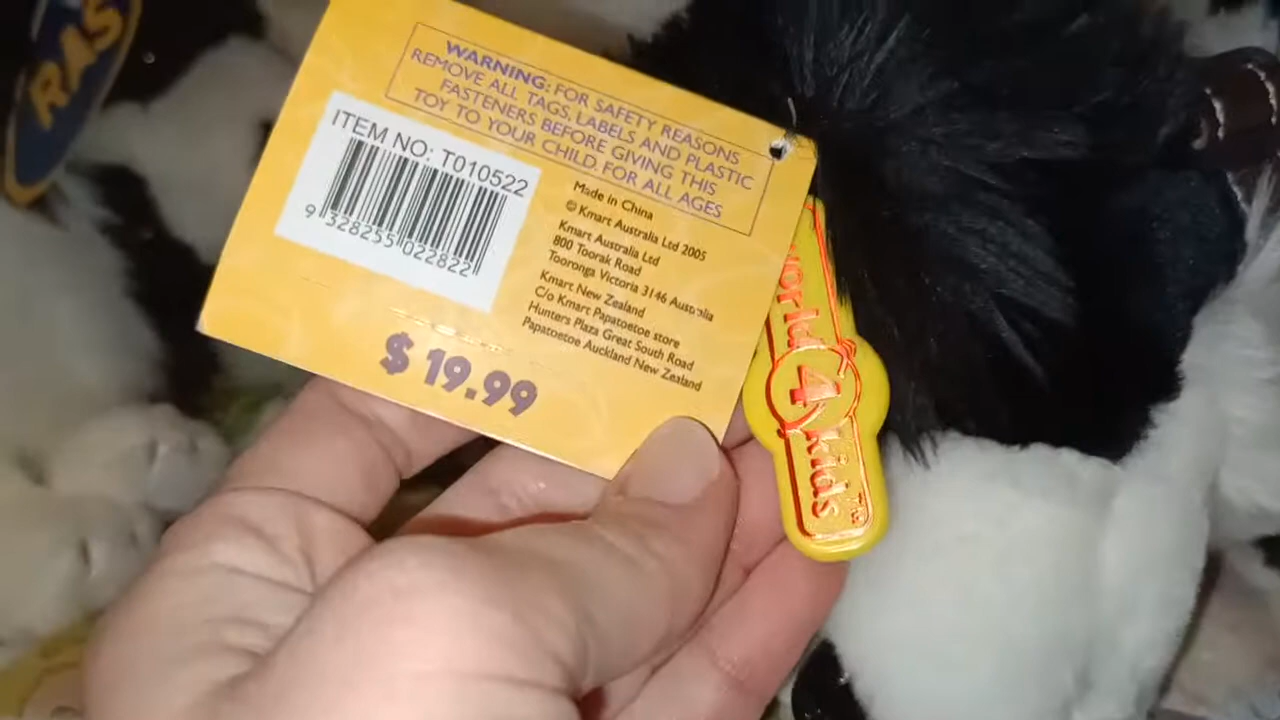 RAS
WARNING: FOR SAFETY REASONS
REMOVE ALL TAGS, LABELS AND PLASTIC
FASTENERS BEFORE GIVING THIS
TOY TO YOUR CHILD. FOR ALL AGES
ITEM NO: T010522
9 328255 022822
Made in China
© Kmart Australia Ltd 2005
Kmart Australia Ltd
800 Toorak Road
Tooronga Victoria 3146 Australia
Kmart New Zealand
C/o Kmart Papatoetoe store
Hunters Plaza Great South Road
Papatoetoe Auckland New Zealand
$ 19.99
world
4
kids
TM